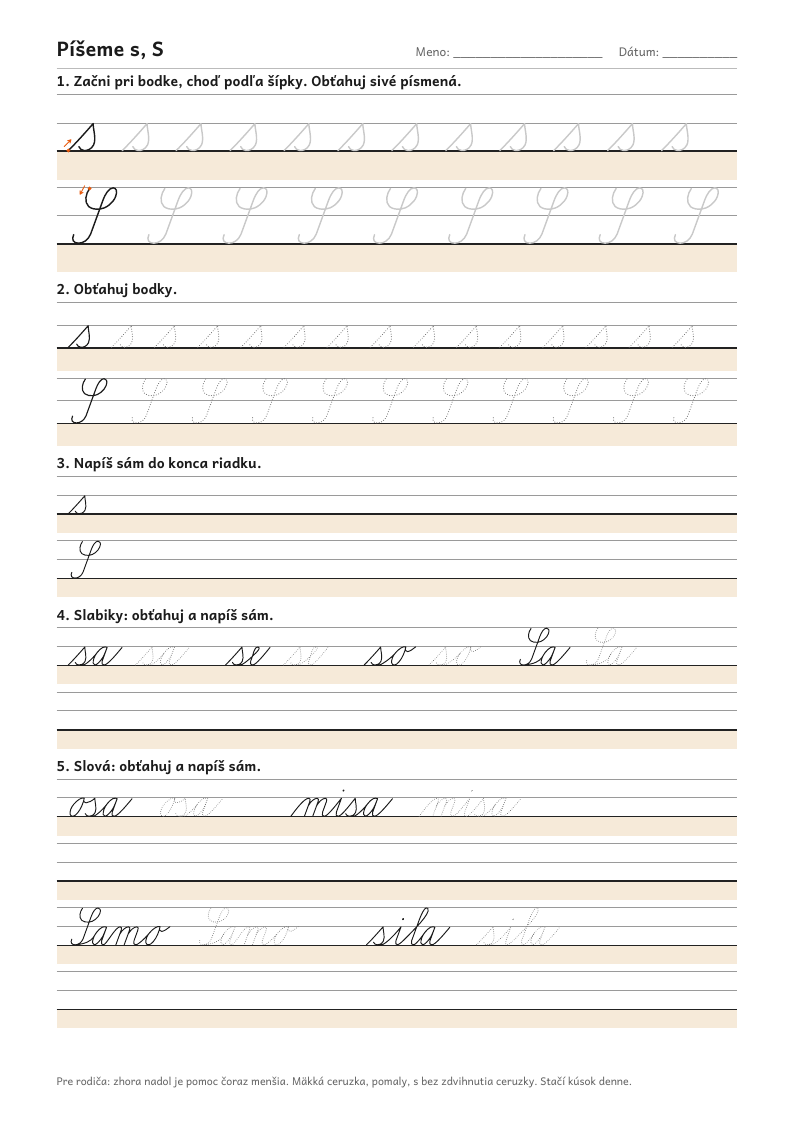 Píšeme s, S Meno: ______________________ Dátum: ___________
1. Začni pri bodke, choď podľa šípky. Obťahuj sivé písmená.
s s s s s s s s s s s s
S S S S S S S S S
2. Obťahuj bodky.
s s s s s s s s s s s s s s s
S S S S S S S S S S S
3. Napíš sám do konca riadku.
s
S
4. Slabiky: obťahuj a napíš sám.
sa sa se se so so Sa Sa
5. Slová: obťahuj a napíš sám.
osa osa misa misa
Samo Samo sila sila
Pre rodiča: zhora nadol je pomoc čoraz menšia. Mäkká ceruzka, pomaly, s bez zdvihnutia ceruzky. Stačí kúsok denne.